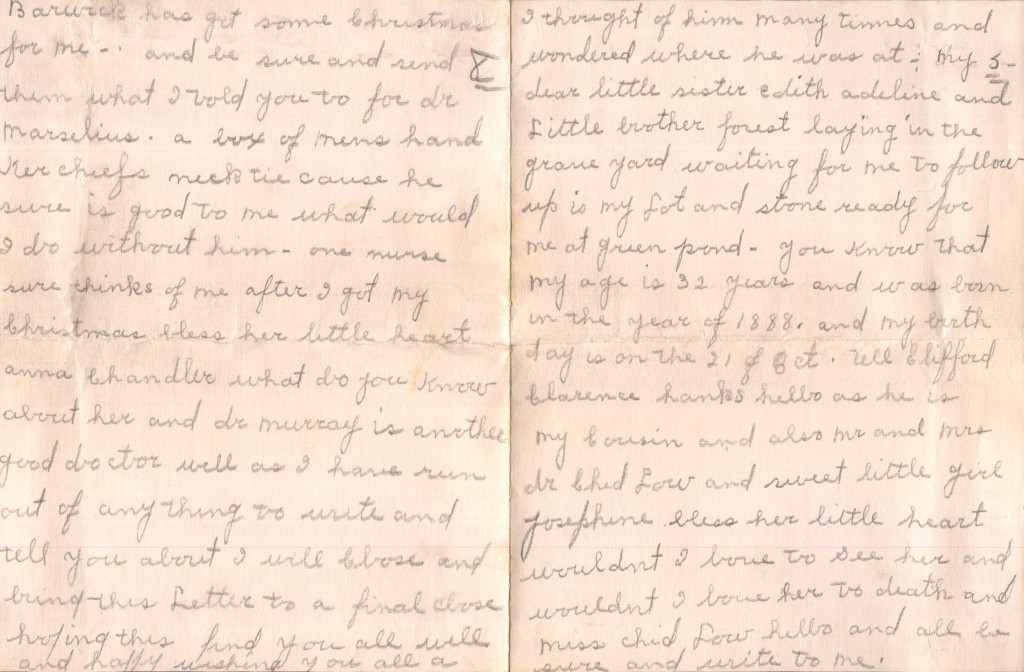 Barwick has got some Christmas
for me - . and be sure and send
them what I told you to for dr
marselius. a box of mens hand
Ker chiefs neck tie cause he
sure is good to me what would
I do without him - one nurse
sure thinks of me after I got my
Christmas bless her little heart
anna Chandler what do you Know
about her and dr murray is another
good doctor well as I have run
out of any thing to write and
tell you about I will Close and
bring this Letter to a final close
hoping this find you all well
and happy wishing you all a
I thought of him many times and
wondered where he was at - my 5-
dear little sister edith adeline and
Little brother forest laying in the
grave yard waiting for me to follow
up is my Lot and stone ready for
me at green pond - you Know that
my age is 32 years and was born
in the year of 1888. and my birth
day is on the 21 of Oct. tell Clifford
Clarence hanks hello as he is
my Cousin and also mr and mrs
dr Chid Low and sweet little girl
Josephine bless her little heart
wouldnt I love to see her and
wouldnt I love her to death and
miss chid Low hello and all be
sure and write to me.